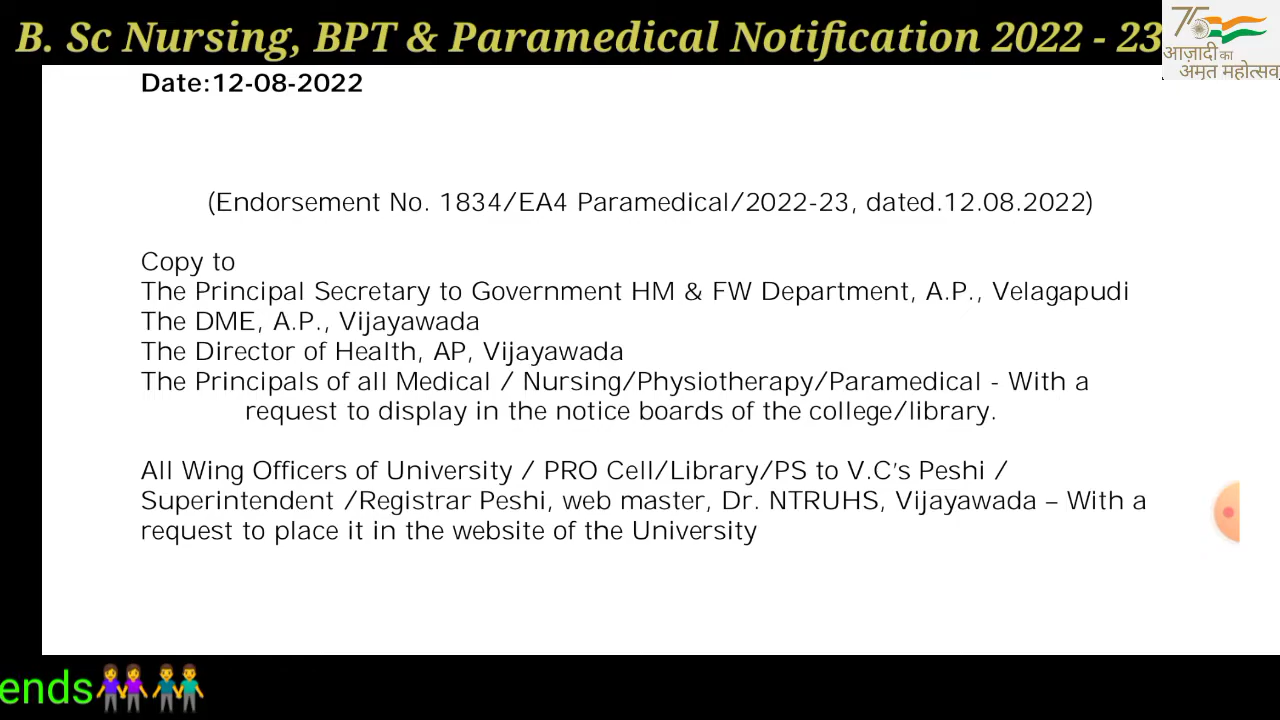 B. Sc Nursing, BPT & Paramedical Notification 2022 - 23
75
आज़ादी का
अमृत महोत्सव
Date:12-08-2022
(Endorsement No. 1834/EA4 Paramedical/2022-23, dated.12.08.2022)
Copy to
The Principal Secretary to Government HM & FW Department, A.P., Velagapudi
The DME, A.P., Vijayawada
The Director of Health, AP, Vijayawada
The Principals of all Medical / Nursing/Physiotherapy/Paramedical - With a
request to display in the notice boards of the college/library.
All Wing Officers of University / PRO Cell/Library/PS to V.C's Peshi /
Superintendent /Registrar Peshi, web master, Dr. NTRUHS, Vijayawada – With a
request to place it in the website of the University
ends